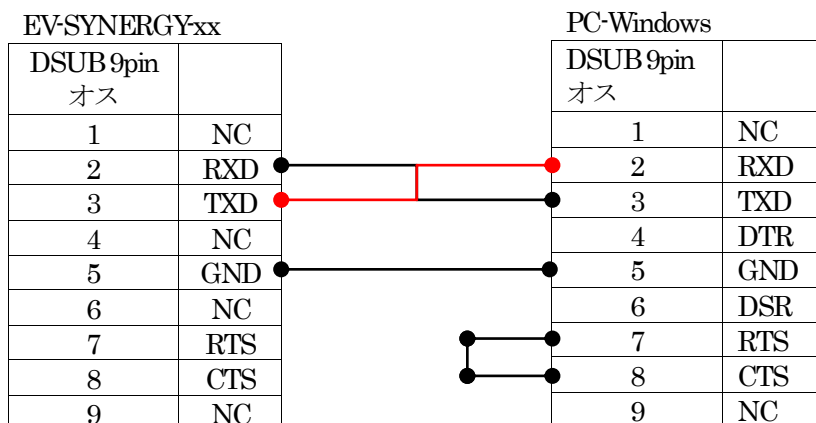 EV-SYNERGY-xx
DSUB 9pin
オス
1 NC
2 RXD
3 TXD
4 NC
5 GND
6 NC
7 RTS
8 CTS
9 NC
PC-Windows
DSUB 9pin
オス
1 NC
2 RXD
3 TXD
4 DTR
5 GND
6 DSR
7 RTS
8 CTS
9 NC